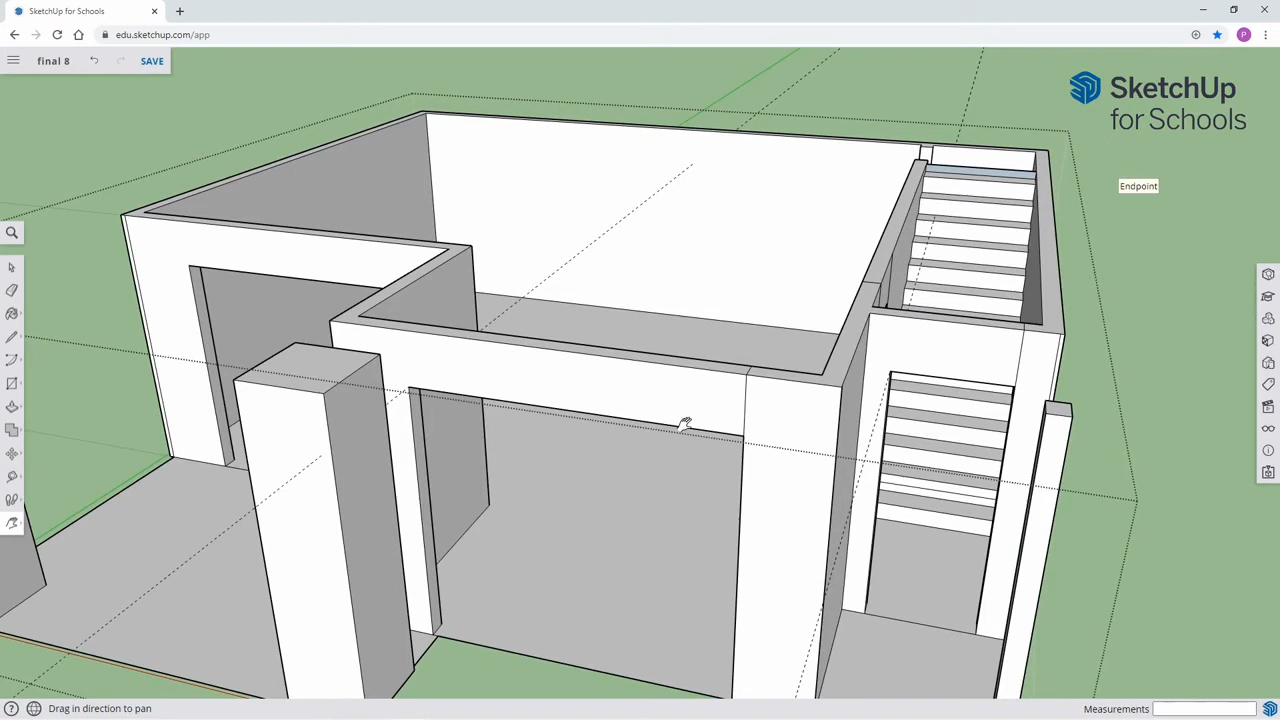 SketchUp for Schools
edu.sketchup.com/app
P
final 8
SAVE
SketchUp
for Schools
Endpoint
Drag in direction to pan
Measurements